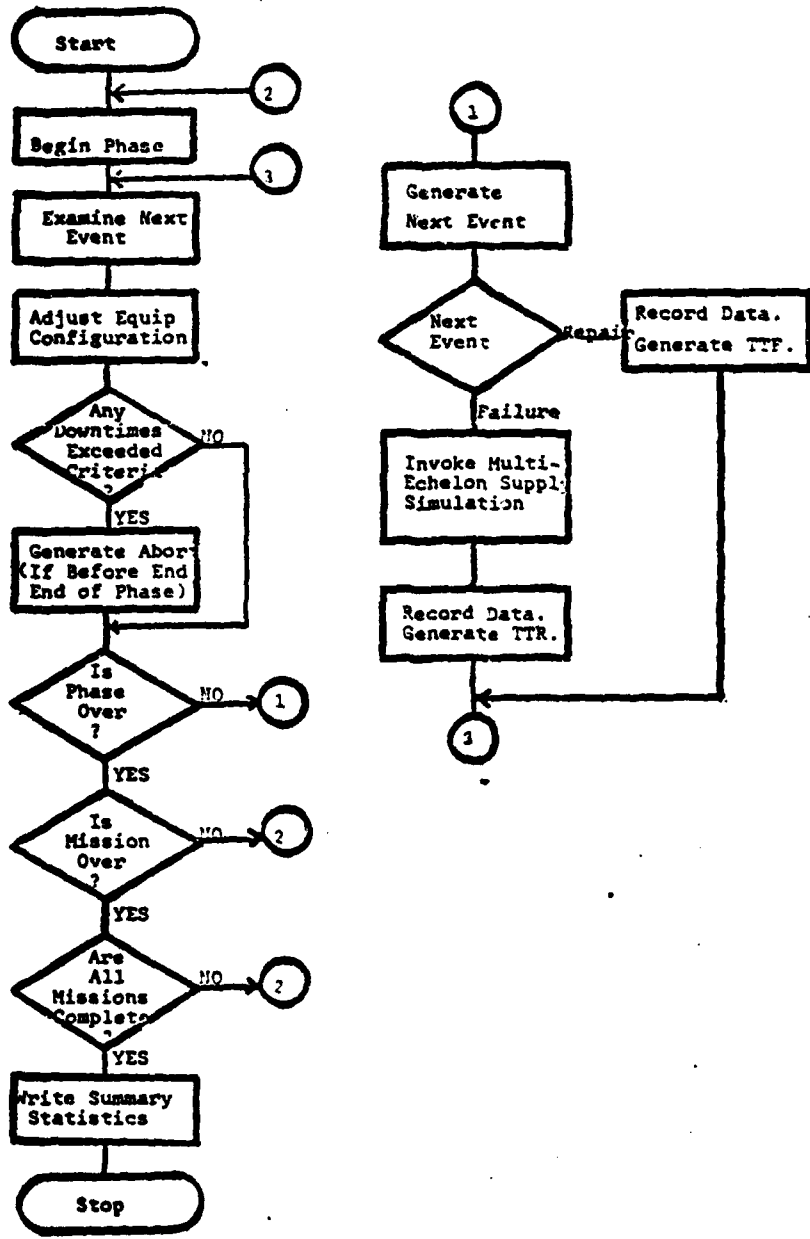 Start
2
Begin Phase
3
Examine Next
Event
Adjust Equip
Configuration
Any
Downtimes
Exceeded
Criteria
?
NO
YES
Generate Abort
(If Before End
End of Phase)
Is
Phase
Over
?
NO
1
YES
Is
Mission
Over
?
NO
2
YES
Are
All
Missions
Complete
?
NO
2
YES
Write Summary
Statistics
Stop
1
Generate
Next Event
Next
Event
Repair
Record Data.
Generate TTF.
Failure
Invoke Multi-
Echelon Supply
Simulation
Record Data.
Generate TTR.
3